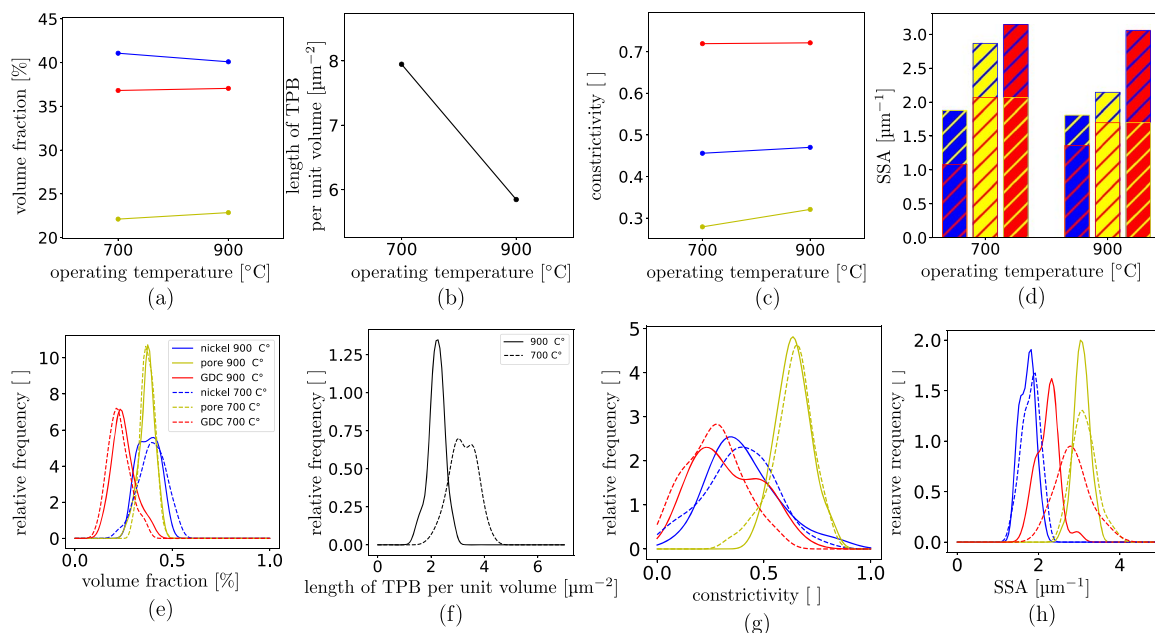 45
40
35
30
25
20
volume fraction [%]
700
900
operating temperature [°C]
(a)
8
7
6
length of TPB
per unit volume [µm⁻²]
700
900
operating temperature [°C]
(b)
0.7
0.6
0.5
0.4
0.3
constrictivity [ ]
700
900
operating temperature [°C]
(c)
3.0
2.5
2.0
1.5
1.0
0.5
0.0
SSA [µm⁻¹]
700
900
operating temperature [°C]
(d)
10
8
6
4
2
0
relative frequency [ ]
nickel 900 C°
pore 900 C°
GDC 900 C°
nickel 700 C°
pore 700 C°
GDC 700 C°
0.0
0.5
1.0
volume fraction [%]
(e)
1.25
1.00
0.75
0.50
0.25
0.00
relative frequency [ ]
900 C°
700 C°
0
2
4
6
length of TPB per unit volume [µm⁻²]
(f)
5
4
3
2
1
0
relative frequency [ ]
0.0
0.5
1.0
constrictivity [ ]
(g)
2.0
1.5
1.0
0.5
0.0
relative frequency [ ]
0
2
4
SSA [µm⁻¹]
(h)